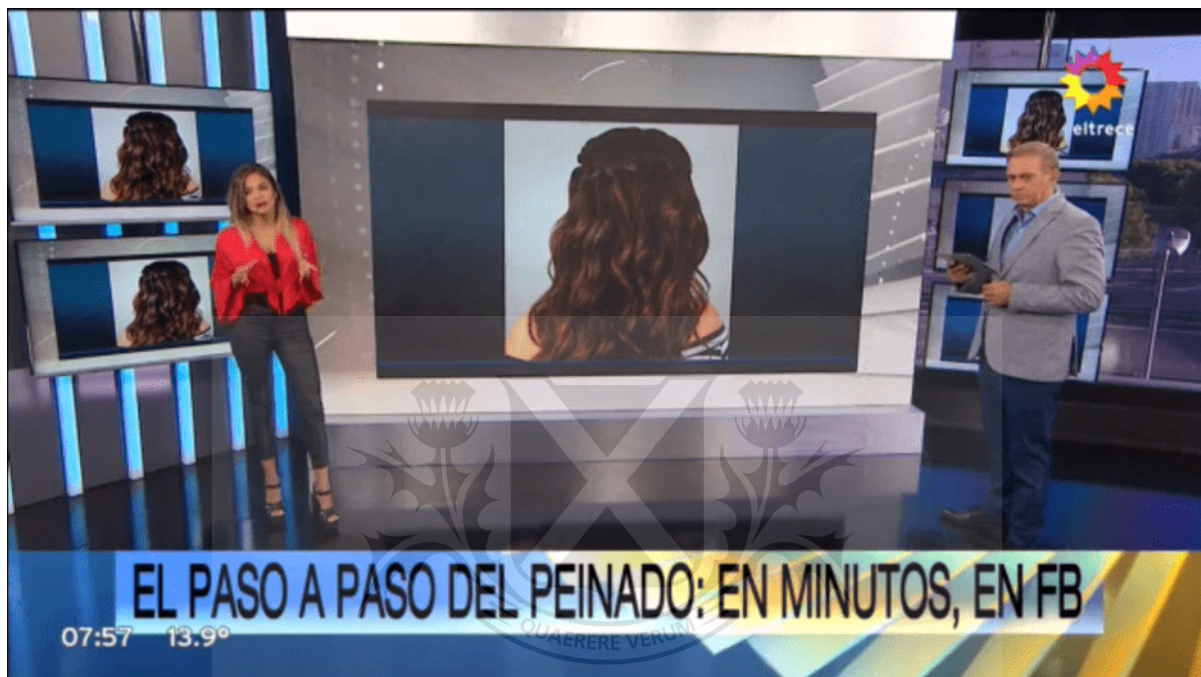 eltrece
EL PASO A PASO DEL PEINADO: EN MINUTOS, EN FB
07:57 13.9°
QUAERERE VERUM